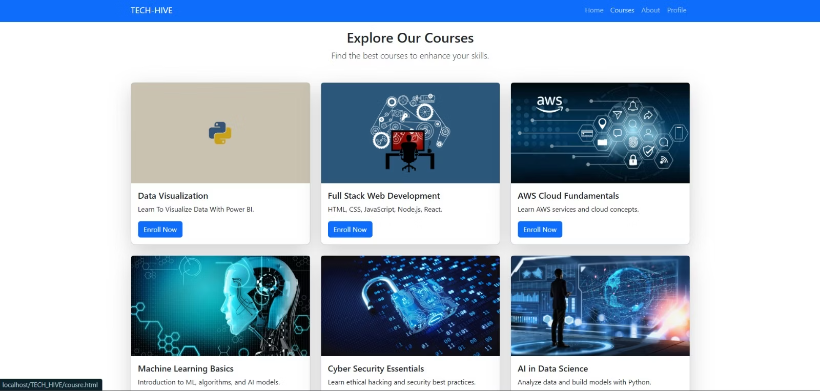 TECH-HIVE
Home Courses About Profile
Explore Our Courses
Find the best courses to enhance your skills.
aws
Data Visualization
Learn To Visualize Data With Power BI.
Enroll Now
Full Stack Web Development
HTML, CSS, JavaScript, Node.js, React.
Enroll Now
AWS Cloud Fundamentals
Learn AWS services and cloud concepts.
Enroll Now
Machine Learning Basics
Introduction to ML, algorithms, and AI models.
Cyber Security Essentials
Learn ethical hacking and security best practices.
AI in Data Science
Analyze data and build models with Python.
localhost/TECH_HIVE/cousre.html